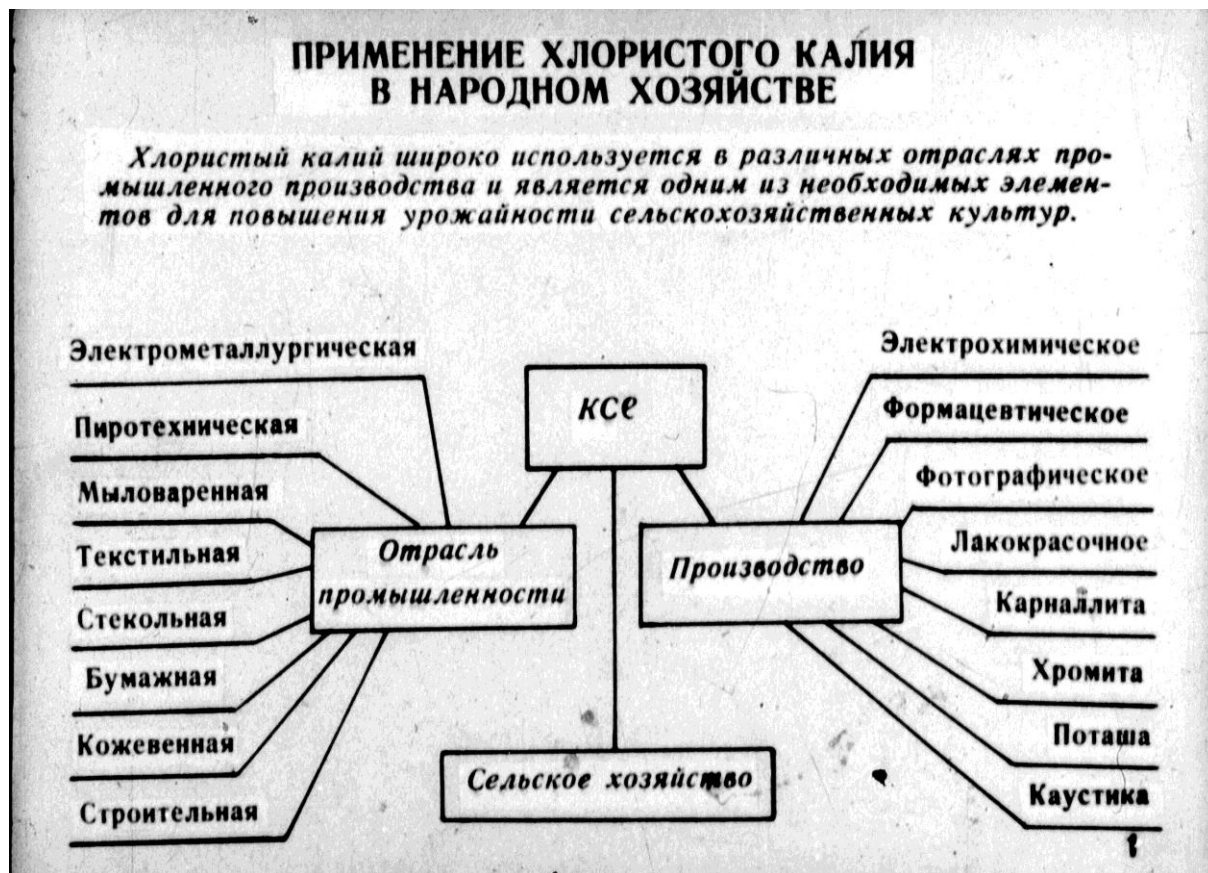 ПРИМЕНЕНИЕ ХЛОРИСТОГО КАЛИЯ
В НАРОДНОМ ХОЗЯЙСТВЕ
Хлористый калий широко используется в различных отраслях про-
мышленного производства и является одним из необходимых элемен-
тов для повышения урожайности сельскохозяйственных культур.
ксе
Отрасль
промышленности
Электрометаллургическая
Пиротехническая
Мыловаренная
Текстильная
Стекольная
Бумажная
Кожевенная
Строительная
Производство
Электрохимическое
Формацевтическое
Фотографическое
Лакокрасочное
Карналлита
Хромита
Поташа
Каустика
Сельское хозяйство
1